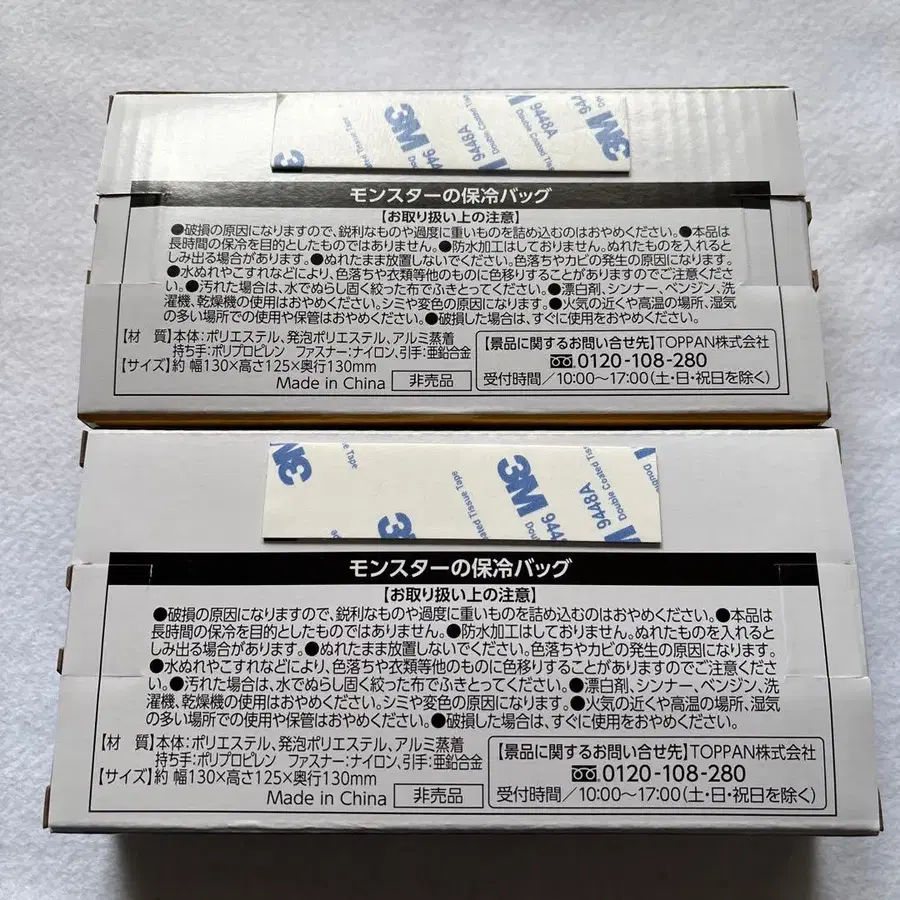 3M 9448A
3M
モンスターの保冷バッグ
【お取り扱い上の注意】
●破損の原因になりますので、鋭利なものや過度に重いものを詰め込むのはおやめください。●本品は
長時間の保冷を目的としたものではありません。●防水加工はしておりません。ぬれたものを入れるとし
み出る場合があります。●ぬれたまま放置しないでください。色落ちやカビの発生の原因になります。
●水ぬれやこすれなどにより、色落ちや衣類等他のものに色移りすることがありますのでご注意くださ
い。●汚れた場合は、水でぬらし固く絞った布でふきとってください。●漂白剤、シンナー、ベンジン、洗
濯機、乾燥機の使用はおやめください。シミや変色の原因になります。●火気の近くや高温の場所、湿気
の多い場所での使用や保管はおやめください。●破損した場合は、すぐに使用をおやめください。
【材　質】本体:ポリエステル、発泡ポリエステル、アルミ蒸着
持ち手:ポリプロピレン　ファスナー:ナイロン、引手:亜鉛合金
【サイズ】約 幅130×高さ125×奥行130mm
Made in China 非売品
【景品に関するお問い合せ先】TOPPAN株式会社
0120-108-280
受付時間／10:00～17:00(土・日・祝日を除く)
3M Tape
3M 9448A Double Coated Tissue
Coated Tissue Tape
3M
モンスターの保冷バッグ
【お取り扱い上の注意】
●破損の原因になりますので、鋭利なものや過度に重いものを詰め込むのはおやめください。●本品は
長時間の保冷を目的としたものではありません。●防水加工はしておりません。ぬれたものを入れると
しみ出る場合があります。●ぬれたまま放置しないでください。色落ちやカビの発生の原因になります。
●水ぬれやこすれなどにより、色落ちや衣類等他のものに色移りすることがありますのでご注意くださ
い。●汚れた場合は、水でぬらし固く絞った布でふきとってください。●漂白剤、シンナー、ベンジン、洗
濯機、乾燥機の使用はおやめください。シミや変色の原因になります。●火気の近くや高温の場所、湿気
の多い場所での使用や保管はおやめください。●破損した場合は、すぐに使用をおやめください。
【材　質】本体:ポリエステル、発泡ポリエステル、アルミ蒸着
持ち手:ポリプロピレン　ファスナー:ナイロン、引手:亜鉛合金
【サイズ】約 幅130×高さ125×奥行130mm
Made in China 非売品
【景品に関するお問い合せ先】TOPPAN株式会社
0120-108-280
受付時間／10:00～17:00(土・日・祝日を除く)